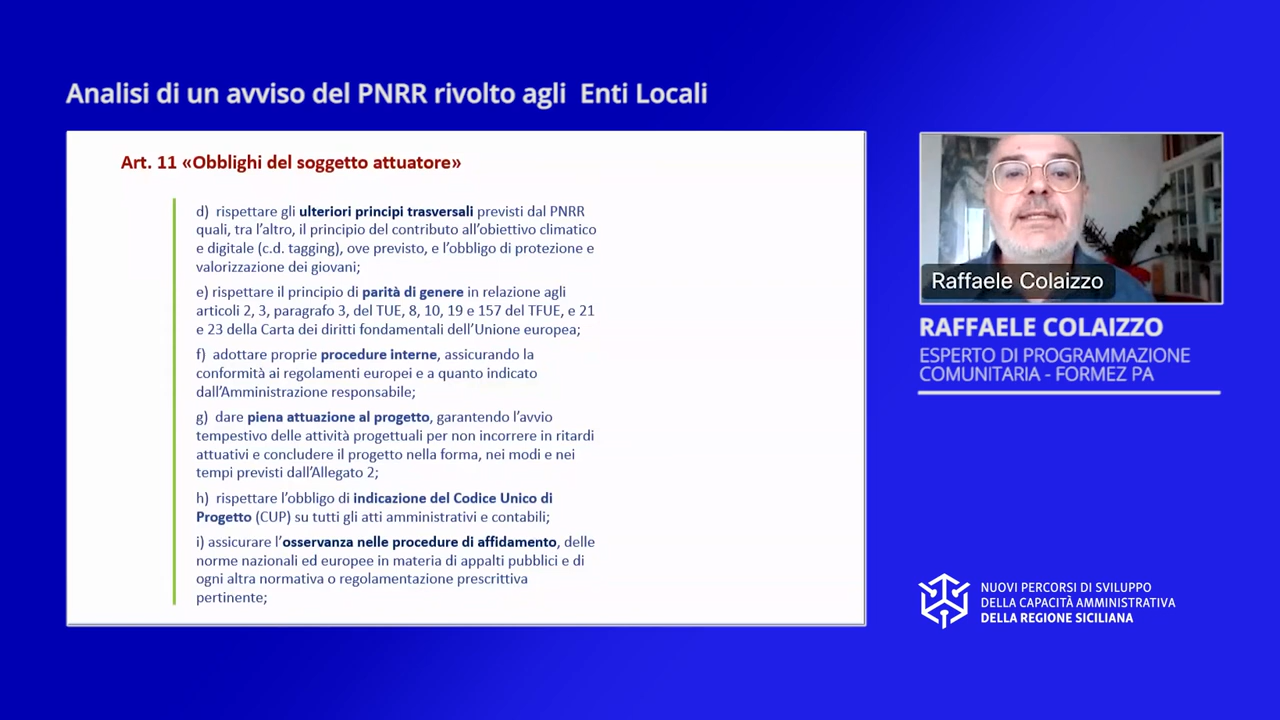 Analisi di un avviso del PNRR rivolto agli Enti Locali
Art. 11 «Obblighi del soggetto attuatore»
d) rispettare gli ulteriori principi trasversali previsti dal PNRR
quali, tra l'altro, il principio del contributo all'obiettivo climatico
e digitale (c.d. tagging), ove previsto, e l'obbligo di protezione e
valorizzazione dei giovani;
e) rispettare il principio di parità di genere in relazione agli
articoli 2, 3, paragrafo 3, del TUE, 8, 10, 19 e 157 del TFUE, e 21
e 23 della Carta dei diritti fondamentali dell'Unione europea;
f) adottare proprie procedure interne, assicurando la
conformità ai regolamenti europei e a quanto indicato
dall'Amministrazione responsabile;
g) dare piena attuazione al progetto, garantendo l'avvio
tempestivo delle attività progettuali per non incorrere in ritardi
attuativi e concludere il progetto nella forma, nei modi e nei
tempi previsti dall'Allegato 2;
h) rispettare l'obbligo di indicazione del Codice Unico di
Progetto (CUP) su tutti gli atti amministrativi e contabili;
i) assicurare l'osservanza nelle procedure di affidamento, delle
norme nazionali ed europee in materia di appalti pubblici e di
ogni altra normativa o regolamentazione prescrittiva
pertinente;
Raffaele Colaizzo
RAFFAELE COLAIZZO
ESPERTO DI PROGRAMMAZIONE
COMUNITARIA - FORMEZ PA
NUOVI PERCORSI DI SVILUPPO
DELLA CAPACITÀ AMMINISTRATIVA
DELLA REGIONE SICILIANA